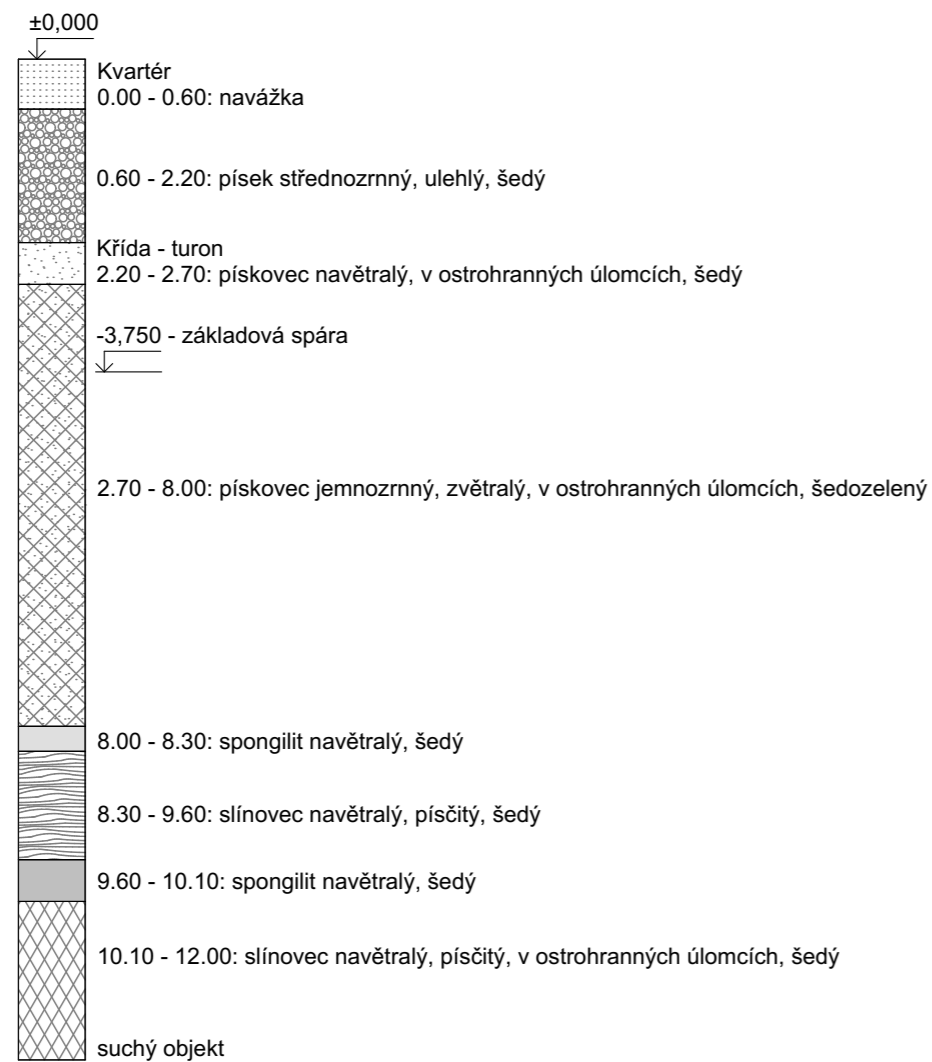 ±0,000
Kvartér
0.00 - 0.60: navážka
0.60 - 2.20: písek střednozrnný, ulehlý, šedý
Křída - turon
2.20 - 2.70: pískovec navětralý, v ostrohranných úlomcích, šedý
-3,750 - základová spára
2.70 - 8.00: pískovec jemnozrnný, zvětralý, v ostrohranných úlomcích, šedozelený
8.00 - 8.30: spongilit navětralý, šedý
8.30 - 9.60: slínovec navětralý, písčitý, šedý
9.60 - 10.10: spongilit navětralý, šedý
10.10 - 12.00: slínovec navětralý, písčitý, v ostrohranných úlomcích, šedý
suchý objekt